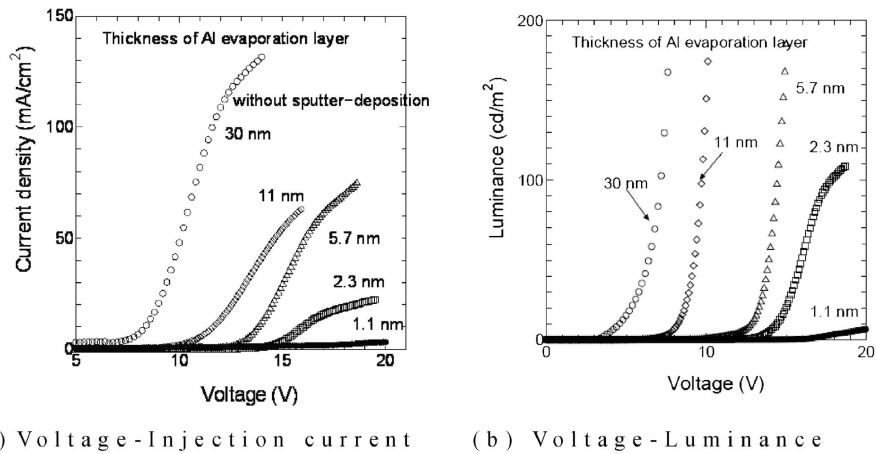 Thickness of Al evaporation layer
without sputter-deposition
30 nm
11 nm
5.7 nm
2.3 nm
1.1 nm
150
100
50
0
5
10
15
20
Current density (mA/cm2)
Voltage (V)
) Voltage-Injection current
Thickness of Al evaporation layer
5.7 nm
2.3 nm
11 nm
30 nm
1.1 nm
200
100
0
0
10
20
Luminance (cd/m2)
Voltage (V)
(b) Voltage-Luminance